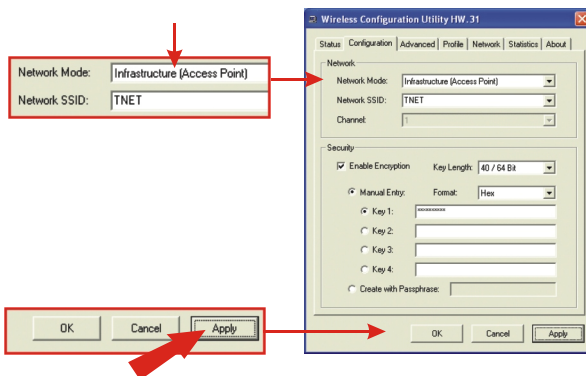 Network Mode: Infrastructure (Access Point)
Network SSID: TNET
OK Cancel Apply
Wireless Configuration Utility HW.31
Status Configuration Advanced Profile Network Statistics About
Network
Network Mode: Infrastructure (Access Point)
Network SSID: TNET
Channel: 1
Security
Enable Encryption Key Length: 40 / 64 Bit
Manual Entry: Format: Hex
Key 1: **********
Key 2:
Key 3:
Key 4:
Create with Passphrase:
OK Cancel Apply